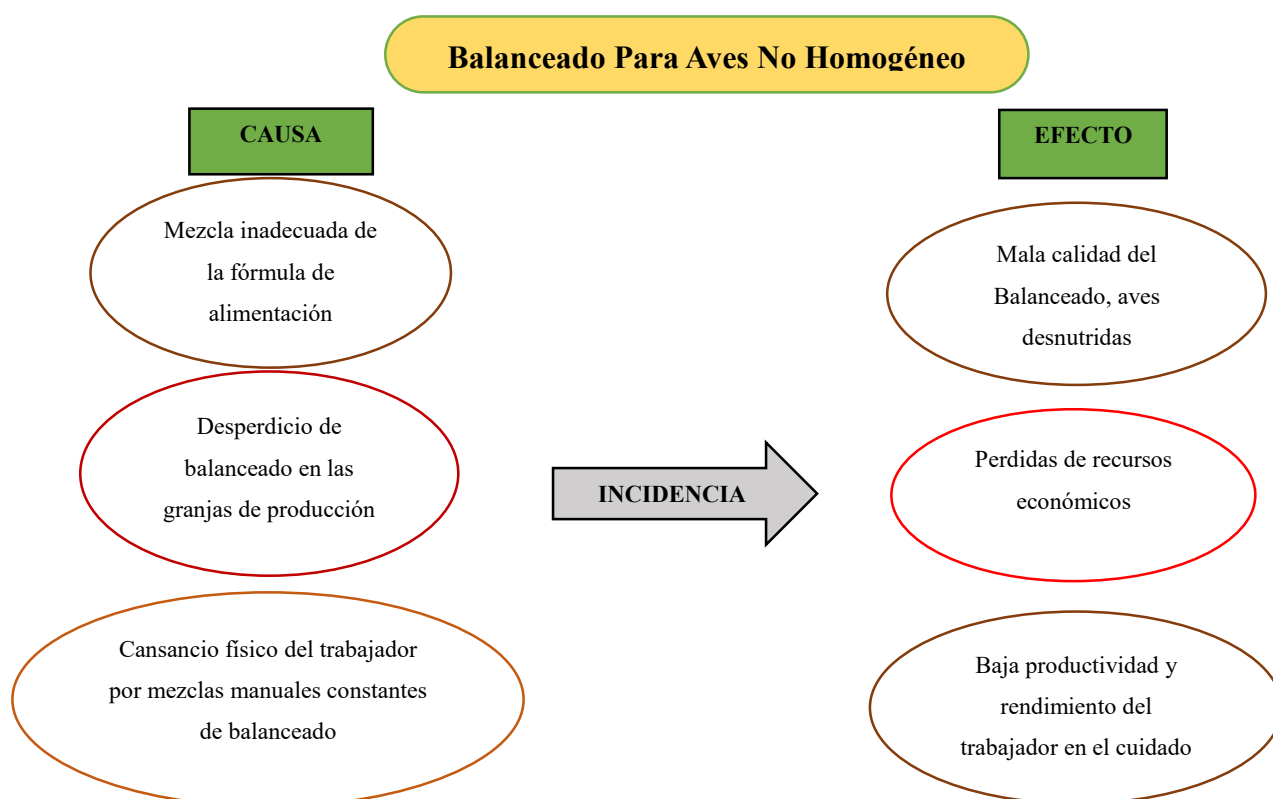 Balanceado Para Aves No Homogéneo
CAUSA
Mezcla inadecuada de
la fórmula de
alimentación
Desperdicio de
balanceado en las
granjas de producción
Cansancio físico del trabajador
por mezclas manuales constantes
de balanceado
INCIDENCIA
EFECTO
Mala calidad del
Balanceado, aves
desnutridas
Perdidas de recursos
económicos
Baja productividad y
rendimiento del
trabajador en el cuidado